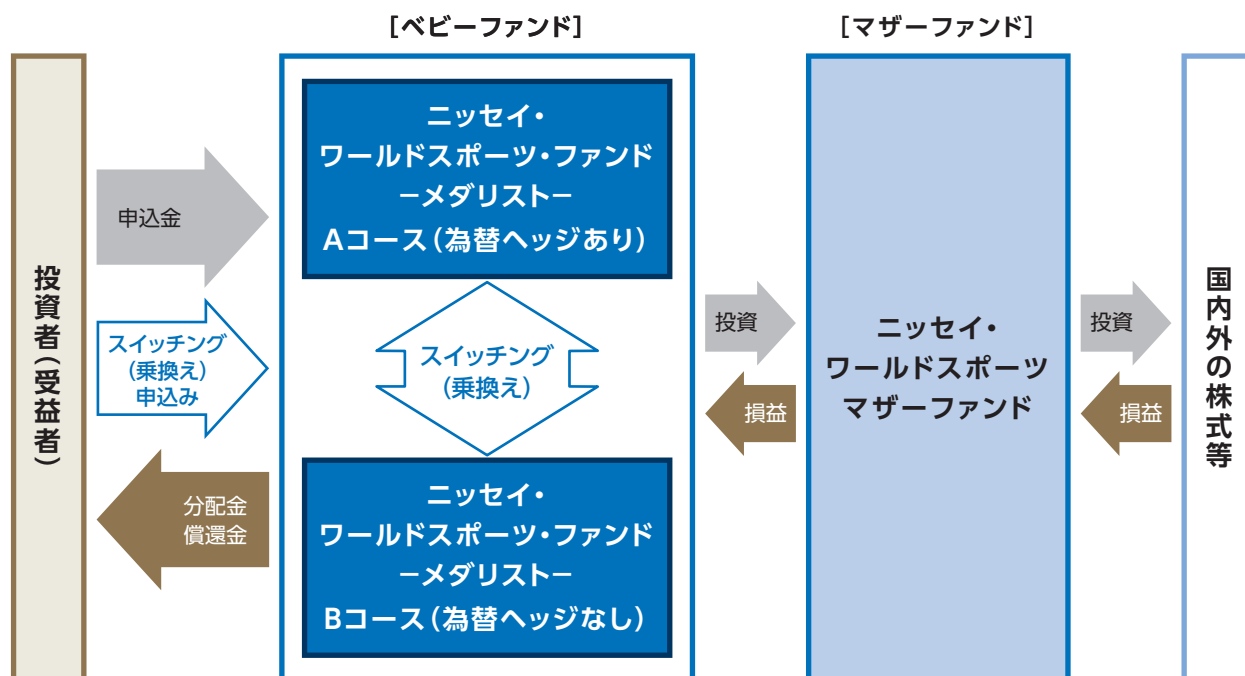 ［ベビーファンド］
［マザーファンド］
投資者（受益者）
申込金
スイッチング
（乗換え）
申込み
分配金
償還金
ニッセイ・
ワールドスポーツ・ファンド
－メダリスト－
Aコース（為替ヘッジあり）
スイッチング
（乗換え）
ニッセイ・
ワールドスポーツ・ファンド
－メダリスト－
Bコース（為替ヘッジなし）
投資
損益
ニッセイ・
ワールドスポーツ
マザーファンド
投資
損益
国内外の株式等